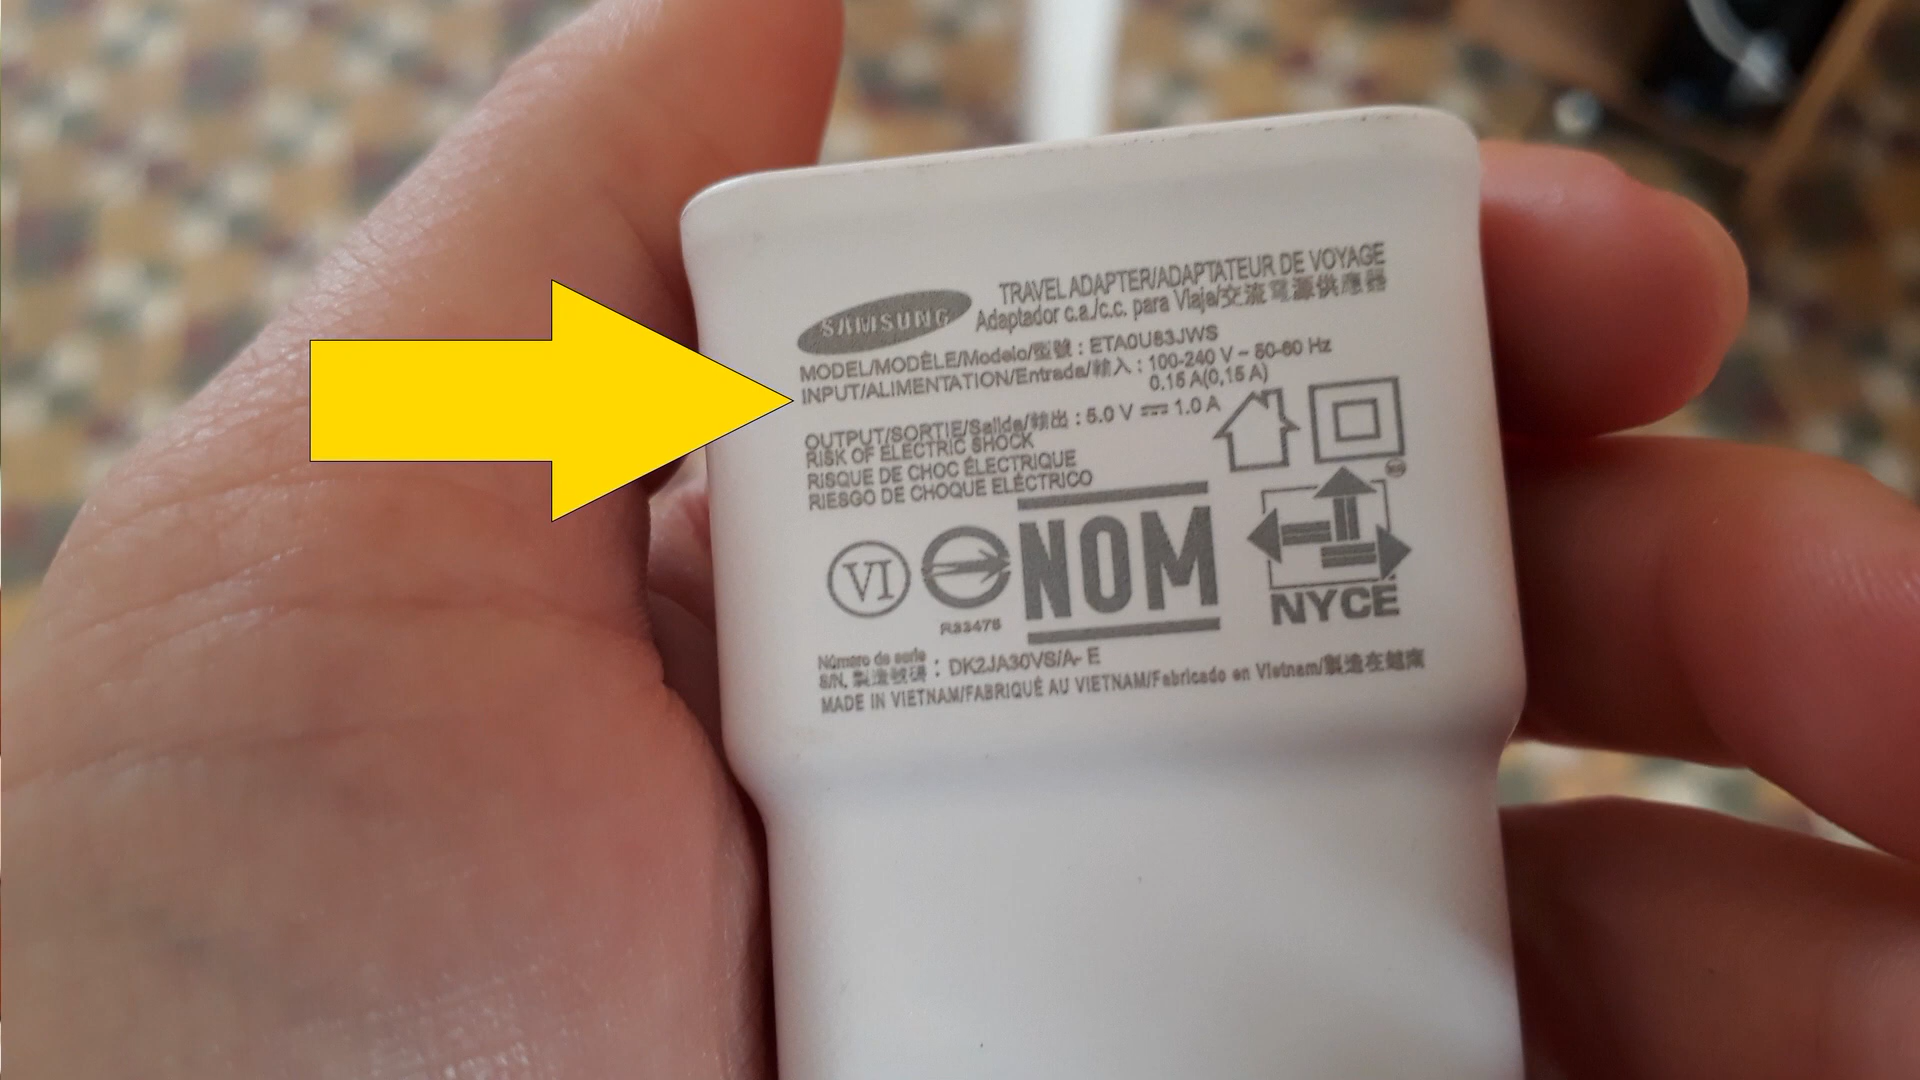 SAMSUNG
TRAVEL ADAPTER/ADAPTATEUR DE VOYAGE
Adaptador c.a./c.c. para Viaje/交流電源供應器
MODEL/MODÈLE/Modelo/型號 : ETA0U83JWS
INPUT/ALIMENTATION/Entrada/輸入 : 100-240 V ~ 50-60 Hz
0.15 A(0,15 A)
OUTPUT/SORTIE/Salida/輸出 : 5.0 V ⎓ 1.0 A
RISK OF ELECTRIC SHOCK
RISQUE DE CHOC ÉLECTRIQUE
RIESGO DE CHOQUE ELÉCTRICO
VI
NOM
NYCE
R33475
Número de serie
S/N, 製造號碼 : DK2JA30VS/A- E
MADE IN VIETNAM/FABRIQUÉ AU VIETNAM/Fabricado en Vietnam/製造在越南